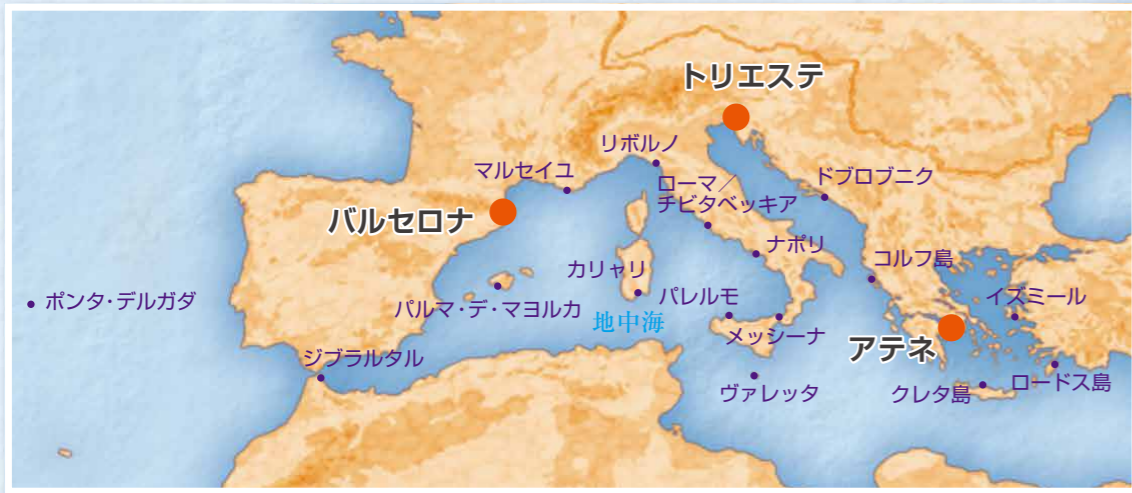 トリエステ
リボルノ
マルセイユ
ローマ／
チビタベッキア
ドブロブニク
バルセロナ
ナポリ
コルフ島
カリャリ
ポンタ・デルガダ
パルマ・デ・マヨルカ
パレルモ
イズミール
地中海
メッシーナ
アテネ
ジブラルタル
ヴァレッタ
クレタ島
ロードス島